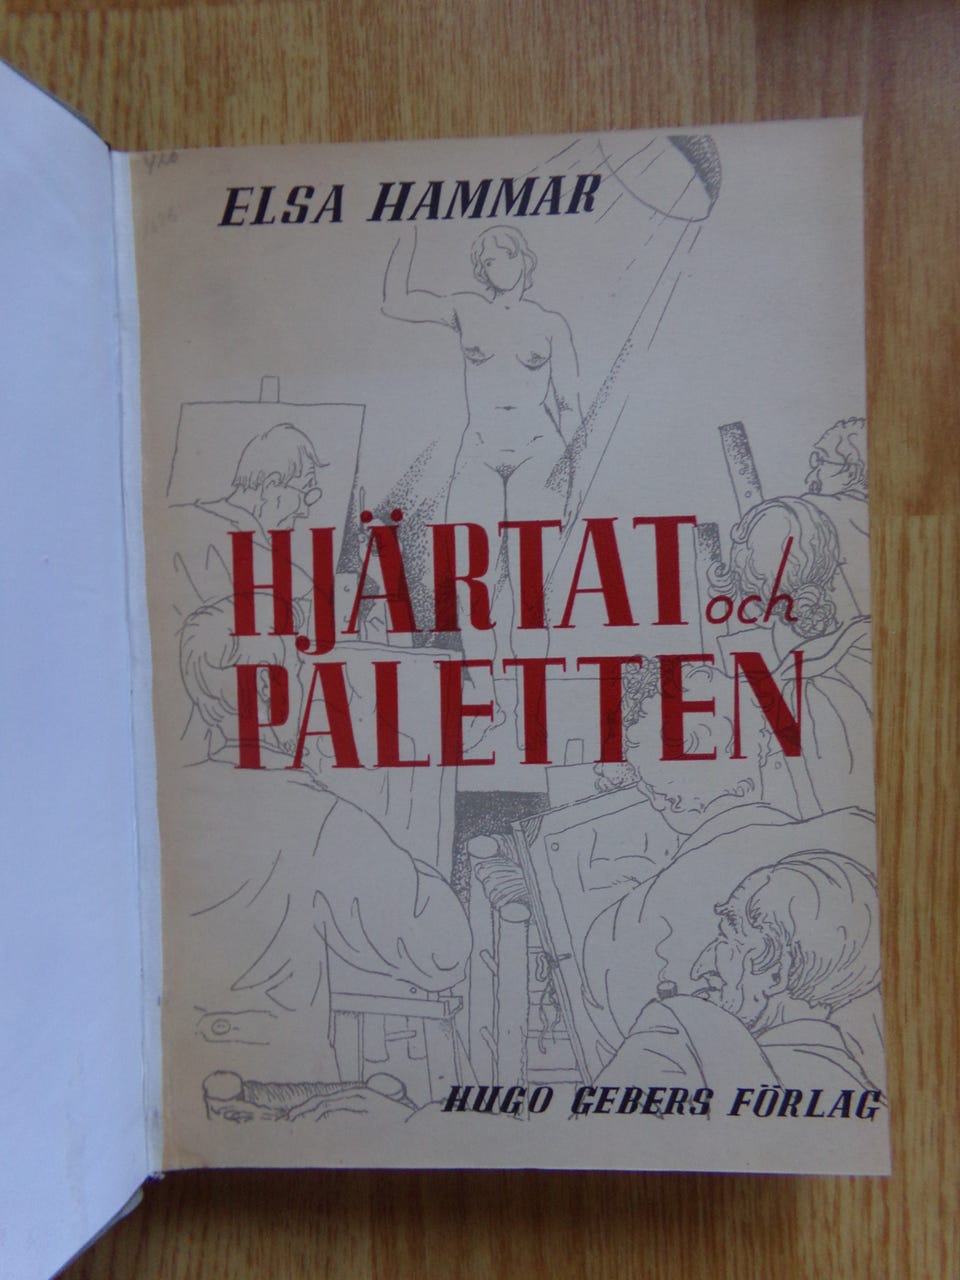 ELSA HAMMAR
HJÄRTAT och
PALETTEN
HUGO GEBERS FÖRLAG